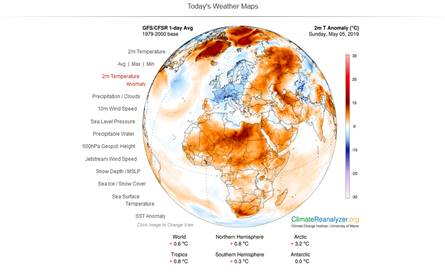 Today's Weather Maps
GFS/CFSR 1-day Avg
1979-2000 base
2m T Anomaly (°C)
Sunday, May 05, 2019
2m Temperature
Avg | Max | Min
2m Temperature
Anomaly
Precipitation / Clouds
10m Wind Speed
Sea Level Pressure
Precipitable Water
500hPa Geopot. Height
Jetstream Wind Speed
Snow Depth / MSLP
Sea Ice / Snow Cover
Sea Surface
Temperature
SST Anomaly
Click Image to Change View
30
20
10
0
-10
-20
-30
ClimateReanalyzer.org
Climate Change Institute | University of Maine
World
+ 0.6 °C
Northern Hemisphere
+ 0.8 °C
Arctic
+ 3.2 °C
Tropics
+ 0.8 °C
Southern Hemisphere
+ 0.3 °C
Antarctic
0.0 °C